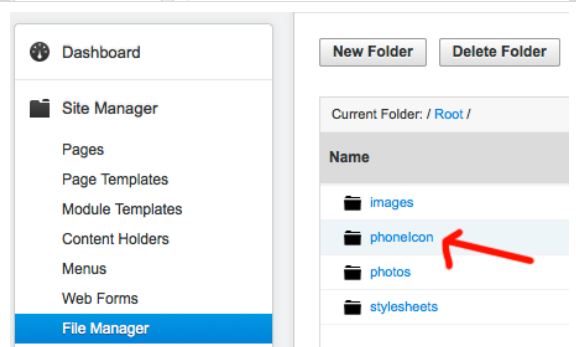 Dashboard
Site Manager
Pages
Page Templates
Module Templates
Content Holders
Menus
Web Forms
File Manager
New Folder Delete Folder
Current Folder: / Root /
Name
images
phoneIcon
photos
stylesheets